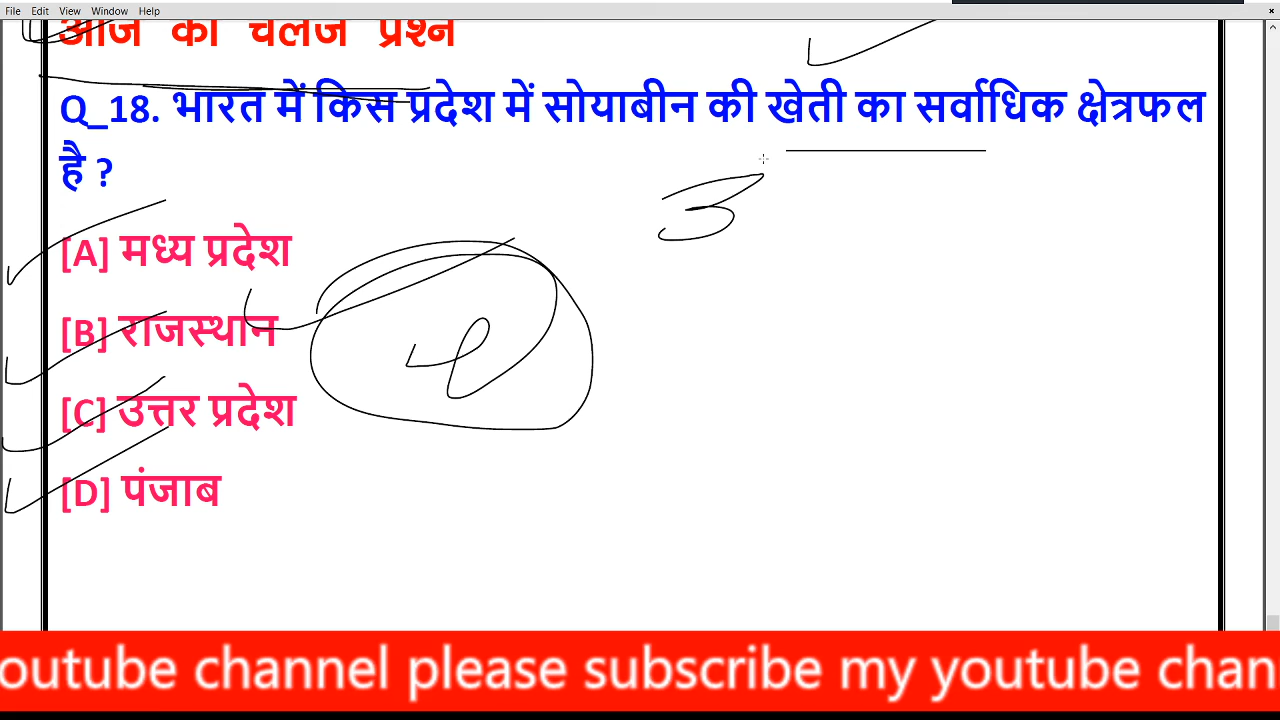 File Edit View Window Help
आज का चलेंज प्रश्न
Q_18. भारत में किस प्रदेश में सोयाबीन की खेती का सर्वाधिक क्षेत्रफल
है ?
[A] मध्य प्रदेश
[B] राजस्थान
[C] उत्तर प्रदेश
[D] पंजाब
outube channel please subscribe my youtube chan